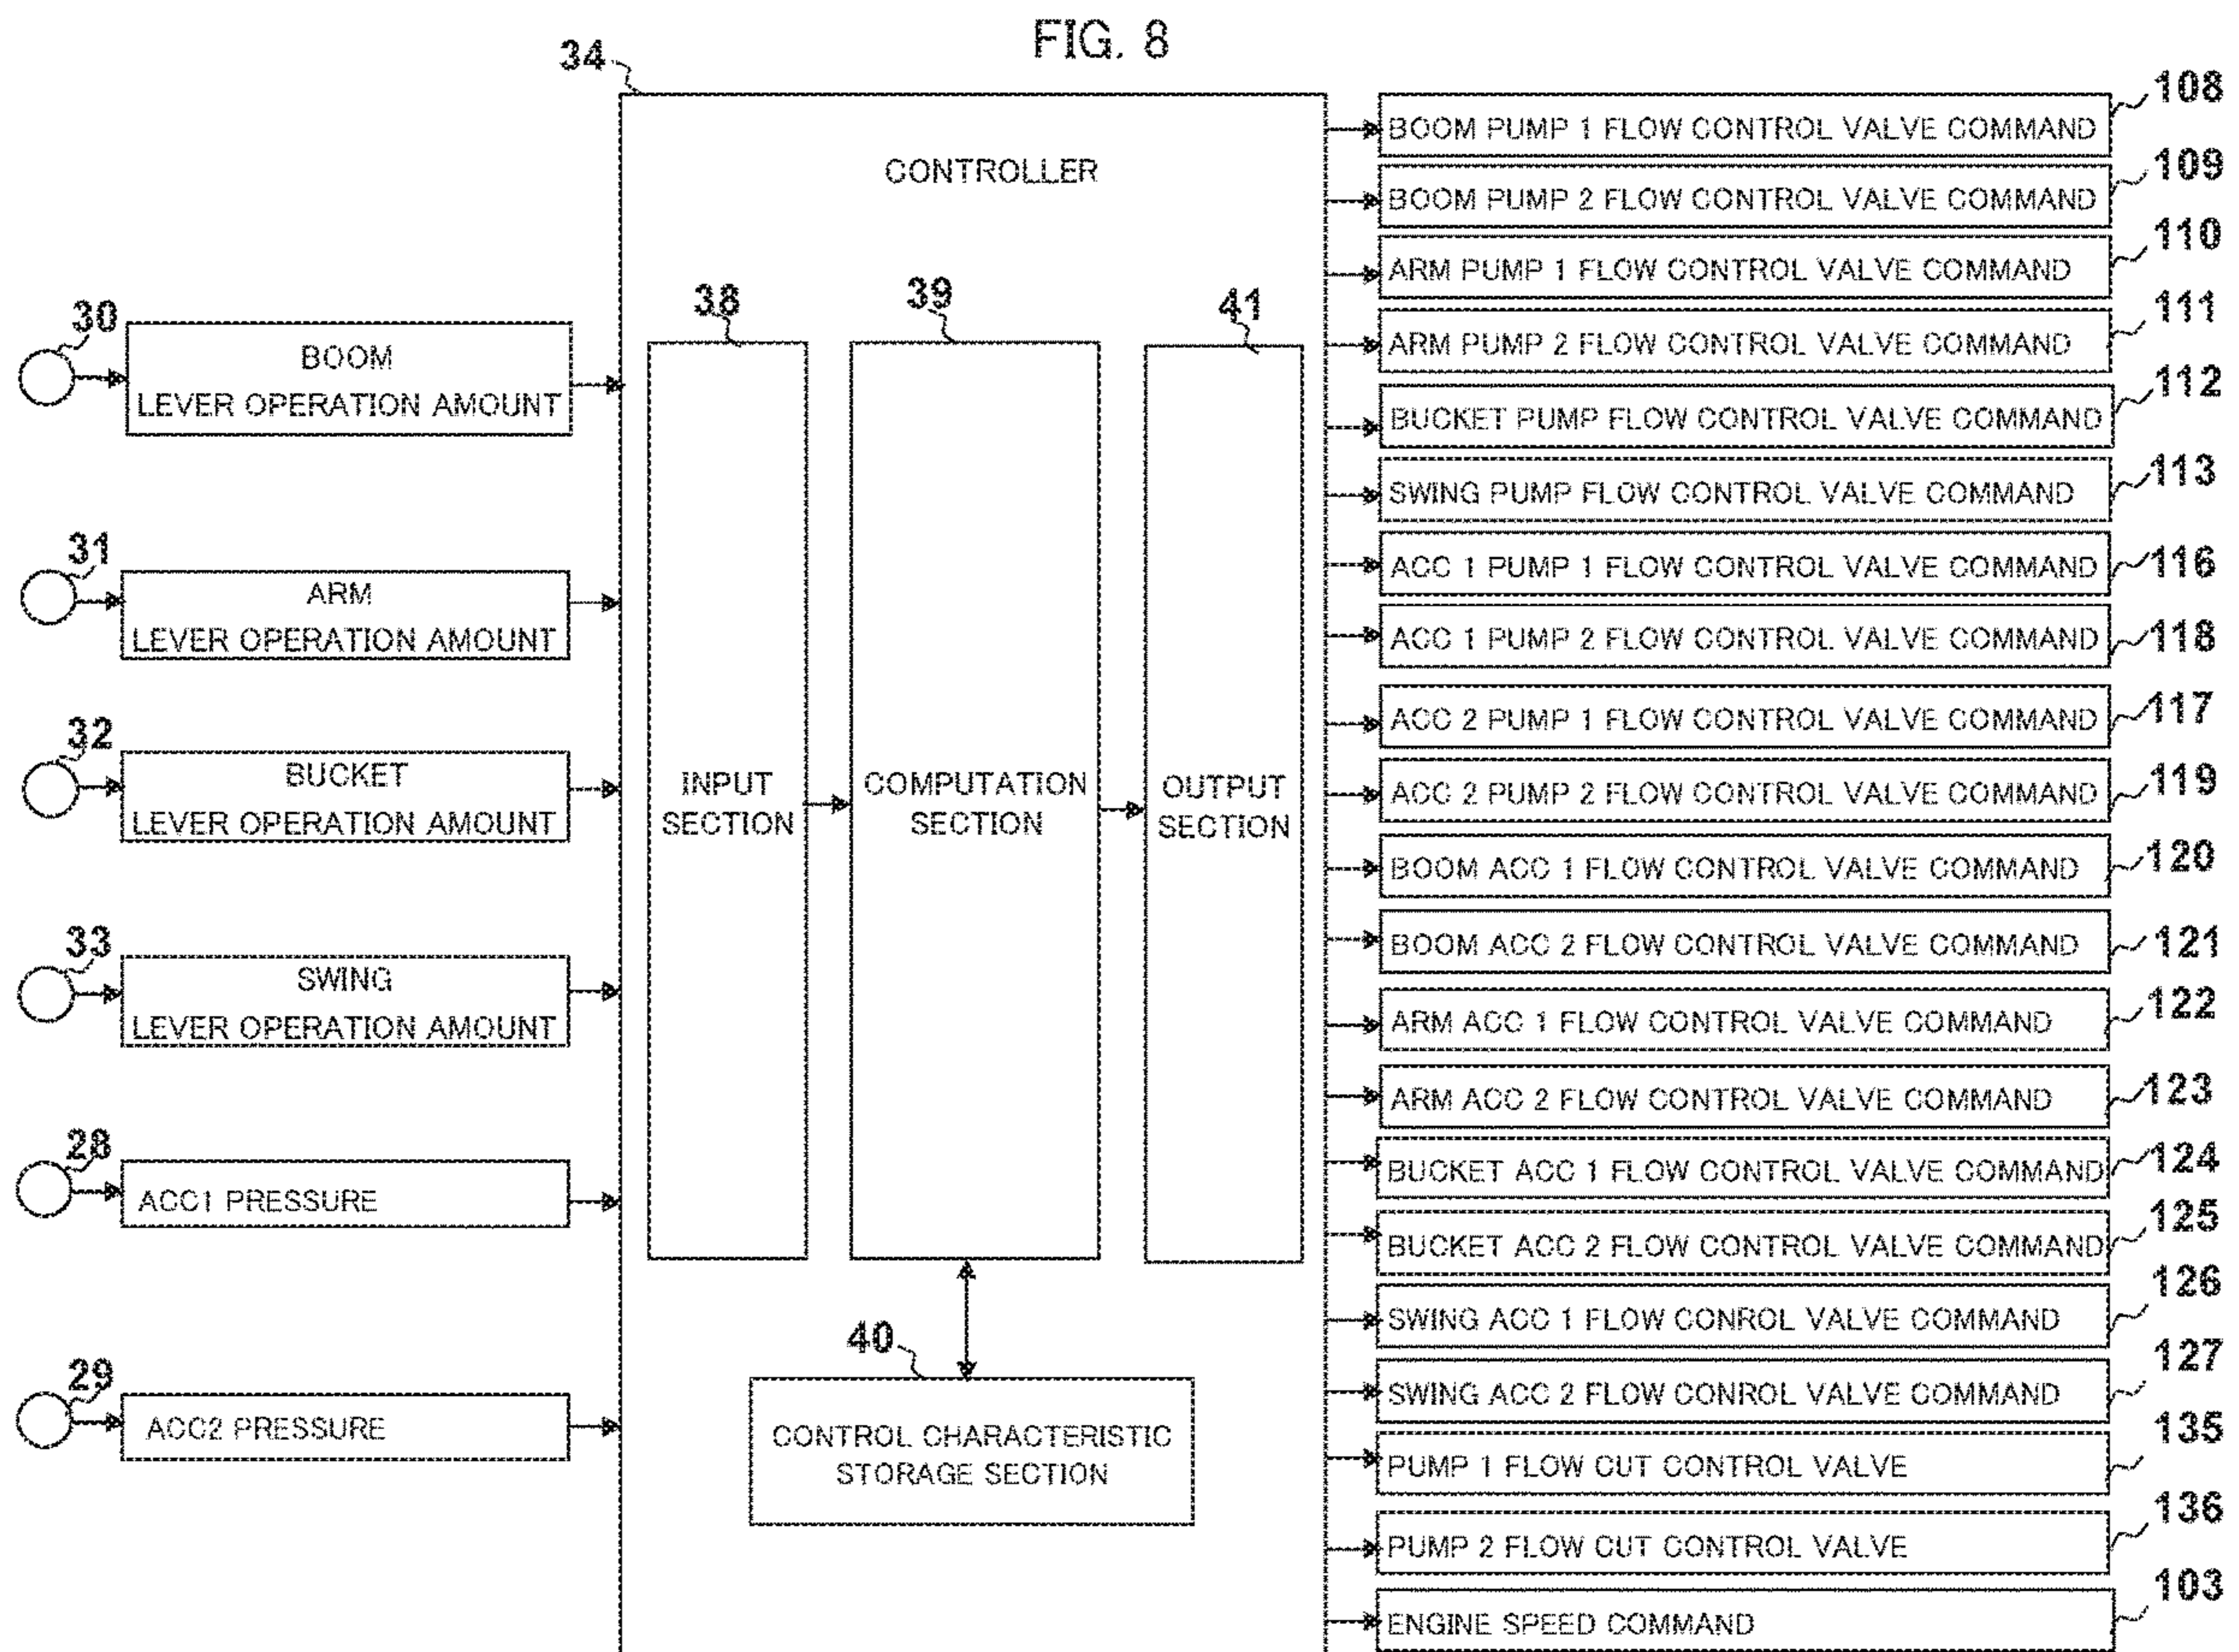 FIG. 8
34
CONTROLLER
30
BOOM
LEVER OPERATION AMOUNT
31
ARM
LEVER OPERATION AMOUNT
32
BUCKET
LEVER OPERATION AMOUNT
33
SWING
LEVER OPERATION AMOUNT
28
ACC1 PRESSURE
29
ACC2 PRESSURE
38
INPUT
SECTION
39
COMPUTATION
SECTION
41
OUTPUT
SECTION
40
CONTROL CHARACTERISTIC
STORAGE SECTION
BOOM PUMP 1 FLOW CONTROL VALVE COMMAND 108
BOOM PUMP 2 FLOW CONTROL VALVE COMMAND 109
ARM PUMP 1 FLOW CONTROL VALVE COMMAND 110
ARM PUMP 2 FLOW CONTROL VALVE COMMAND 111
BUCKET PUMP FLOW CONTROL VALVE COMMAND 112
SWING PUMP FLOW CONTROL VALVE COMMAND 113
ACC 1 PUMP 1 FLOW CONTROL VALVE COMMAND 116
ACC 1 PUMP 2 FLOW CONTROL VALVE COMMAND 118
ACC 2 PUMP 1 FLOW CONTROL VALVE COMMAND 117
ACC 2 PUMP 2 FLOW CONTROL VALVE COMMAND 119
BOOM ACC 1 FLOW CONTROL VALVE COMMAND 120
BOOM ACC 2 FLOW CONTROL VALVE COMMAND 121
ARM ACC 1 FLOW CONTROL VALVE COMMAND 122
ARM ACC 2 FLOW CONTROL VALVE COMMAND 123
BUCKET ACC 1 FLOW CONTROL VALVE COMMAND 124
BUCKET ACC 2 FLOW CONTROL VALVE COMMAND 125
SWING ACC 1 FLOW CONROL VALVE COMMAND 126
SWING ACC 2 FLOW CONROL VALVE COMMAND 127
PUMP 1 FLOW CUT CONTROL VALVE 135
PUMP 2 FLOW CUT CONTROL VALVE 136
ENGINE SPEED COMMAND 103